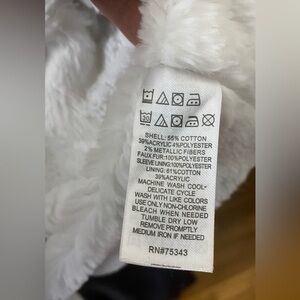 SHELL: 55% COTTON
39%ACRYLIC 4%POLYESTER
2% METALLIC FIBERS
FAUX FUR:100%POLYESTER
SLEEVE LINING:100%POLYESTER
LINING: 61%COTTON
39%ACRYLIC
MACHINE WASH COOL-
DELICATE CYCLE
WASH WITH LIKE COLORS
USE ONLY NON-CHLORINE
BLEACH WHEN NEEDED
TUMBLE DRY LOW
REMOVE PROMPTLY
MEDIUM IRON IF NEEDED
RN#75343